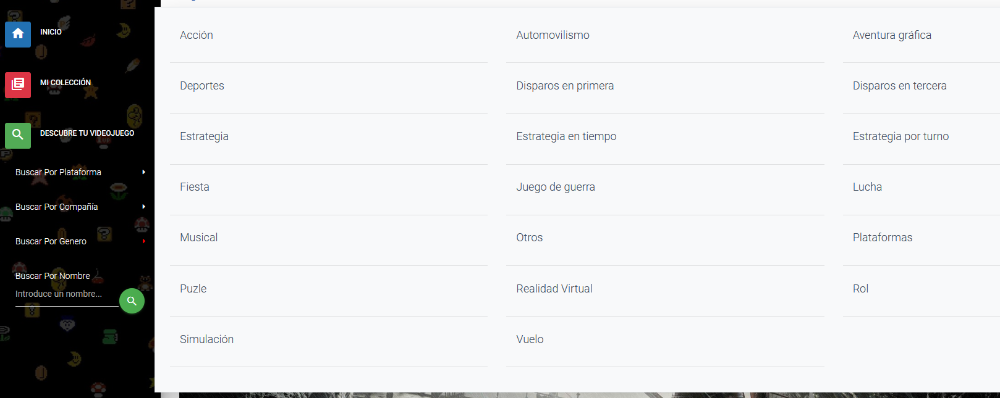 INICIO
MI COLECCIÓN
DESCUBRE TU VIDEOJUEGO
Buscar Por Plataforma
Buscar Por Compañía
Buscar Por Genero
Buscar Por Nombre
Introduce un nombre...
Acción
Automovilismo
Aventura gráfica
Deportes
Disparos en primera
Disparos en tercera
Estrategia
Estrategia en tiempo
Estrategia por turno
Fiesta
Juego de guerra
Lucha
Musical
Otros
Plataformas
Puzle
Realidad Virtual
Rol
Simulación
Vuelo